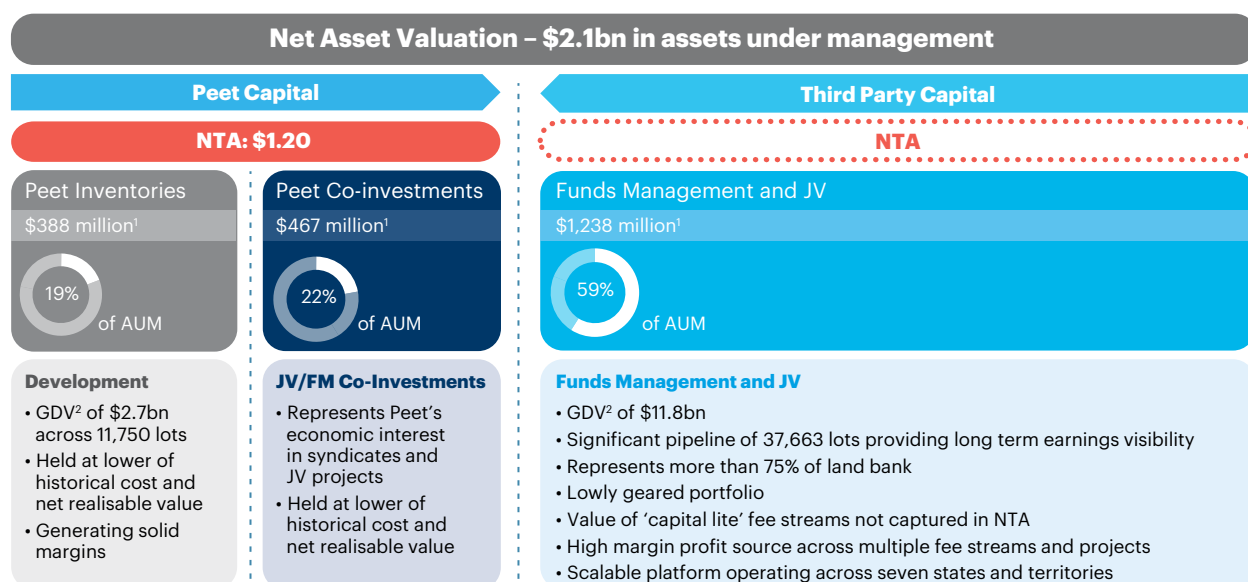 Net Asset Valuation – $2.1bn in assets under management
Peet Capital
NTA: $1.20
Peet Inventories
$388 million¹
19%
of AUM
Development
• GDV² of $2.7bn
across 11,750 lots
• Held at lower of
historical cost and
net realisable value
• Generating solid
margins
Peet Co-investments
$467 million¹
22%
of AUM
JV/FM Co-Investments
• Represents Peet’s
economic interest
in syndicates and
JV projects
• Held at lower of
historical cost and
net realisable value
Third Party Capital
NTA
Funds Management and JV
$1,238 million¹
59%
of AUM
Funds Management and JV
• GDV² of $11.8bn
• Significant pipeline of 37,663 lots providing long term earnings visibility
• Represents more than 75% of land bank
• Lowly geared portfolio
• Value of ‘capital lite’ fee streams not captured in NTA
• High margin profit source across multiple fee streams and projects
• Scalable platform operating across seven states and territories